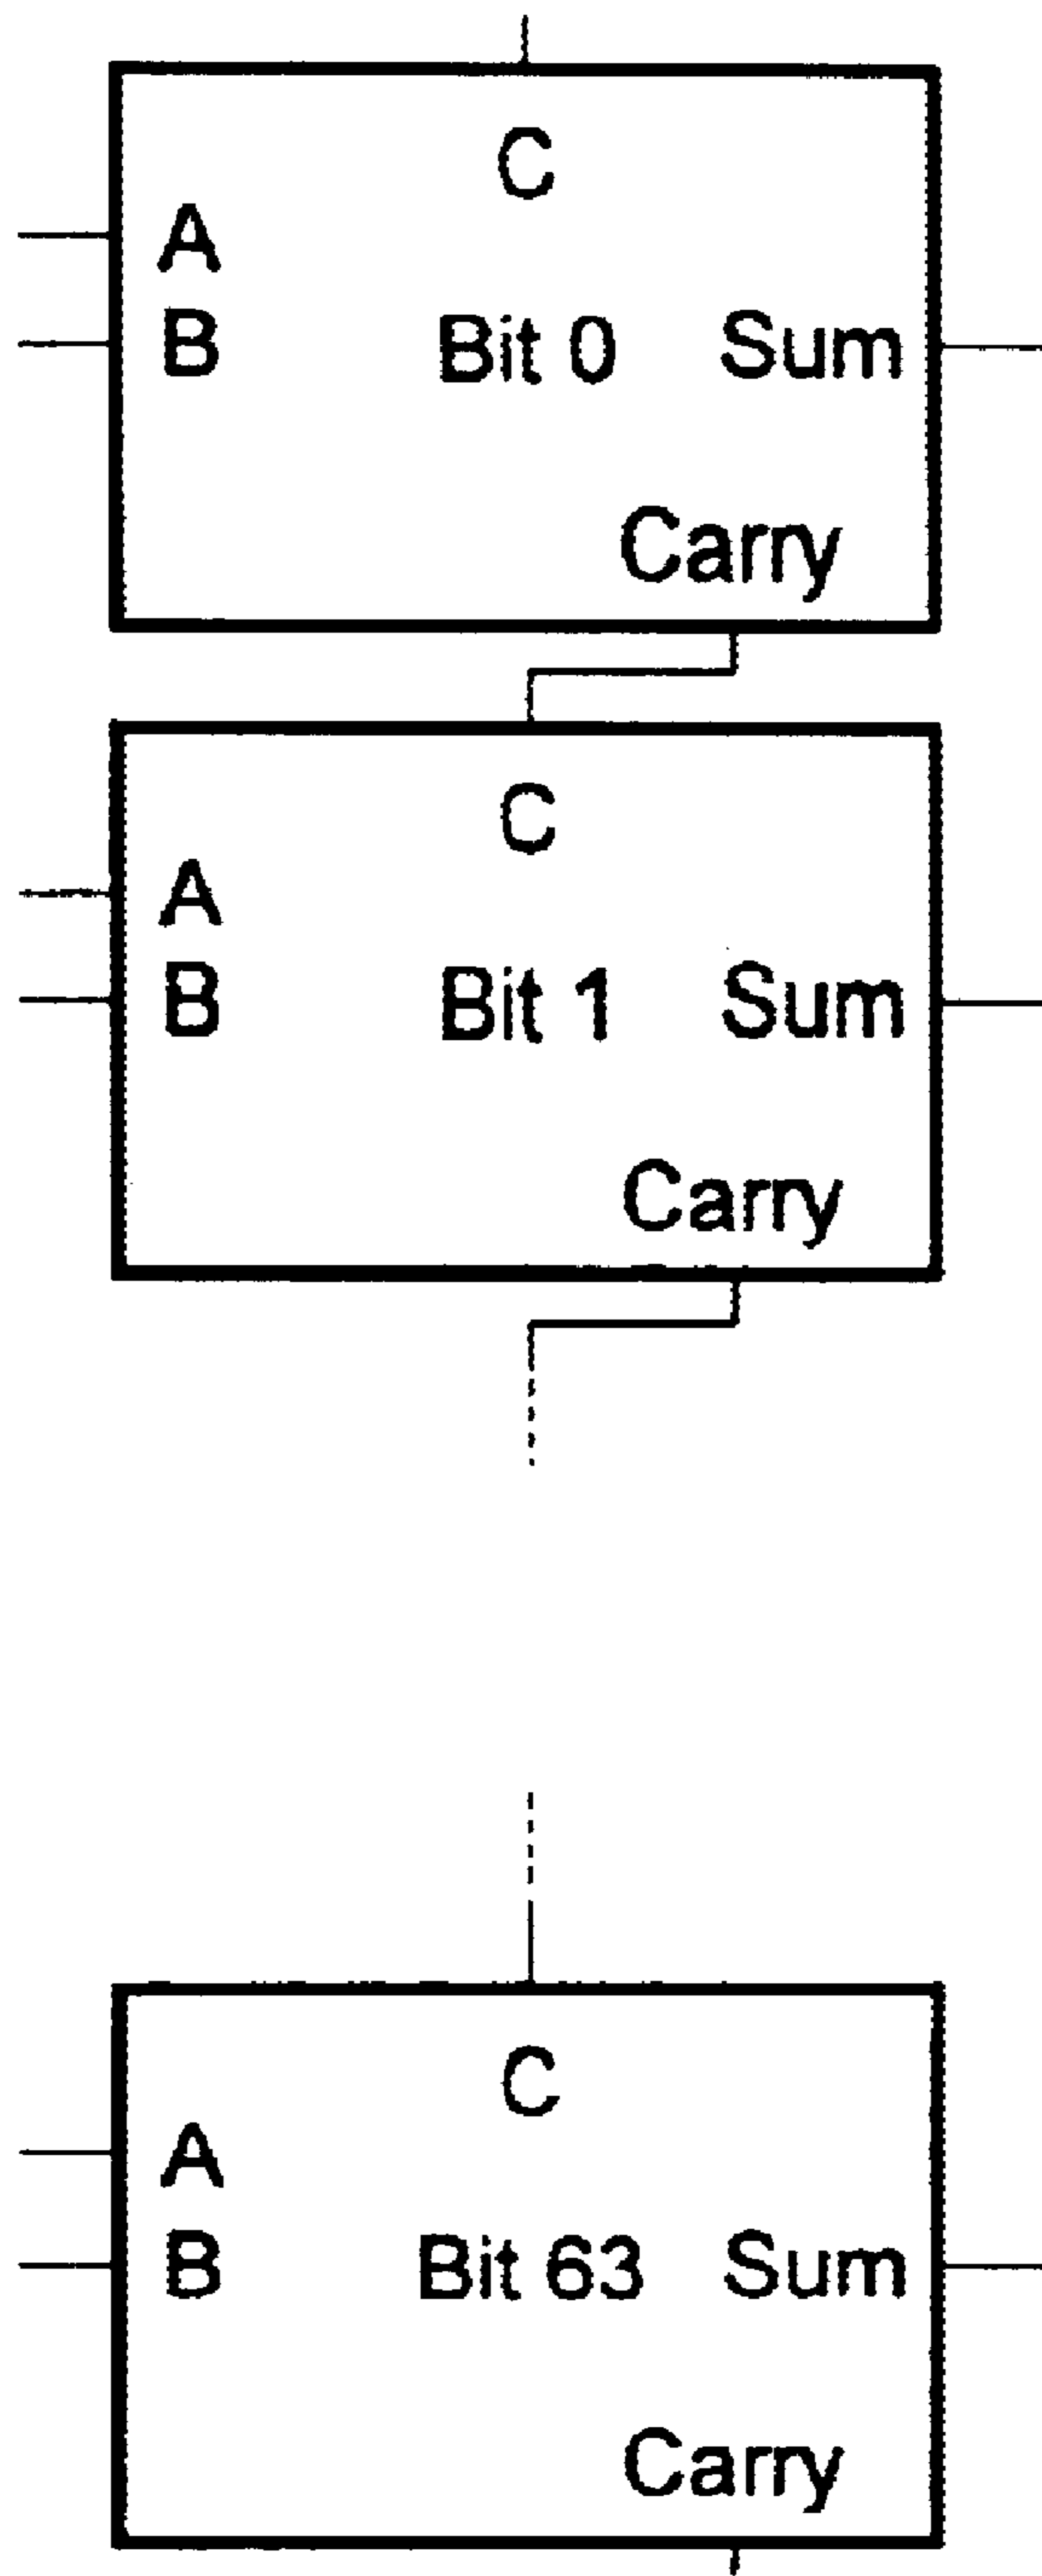 C
A
B Bit 0 Sum
Carry
C
A
B Bit 1 Sum
Carry
C
A
B Bit 63 Sum
Carry